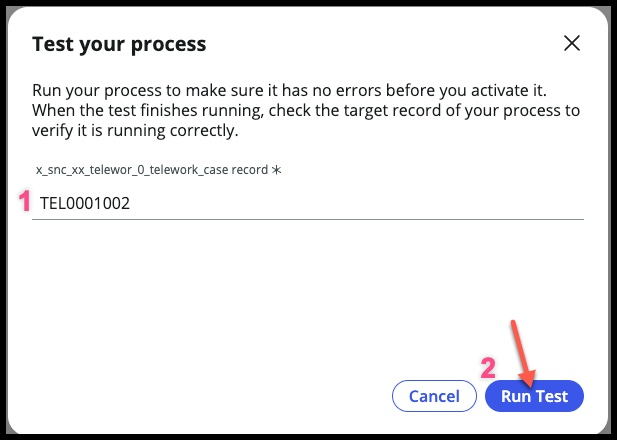 Test your process
Run your process to make sure it has no errors before you activate it.
When the test finishes running, check the target record of your process to
verify it is running correctly.
x_snc_xx_telewor_0_telework_case record *
1 TEL0001002
2
Cancel Run Test